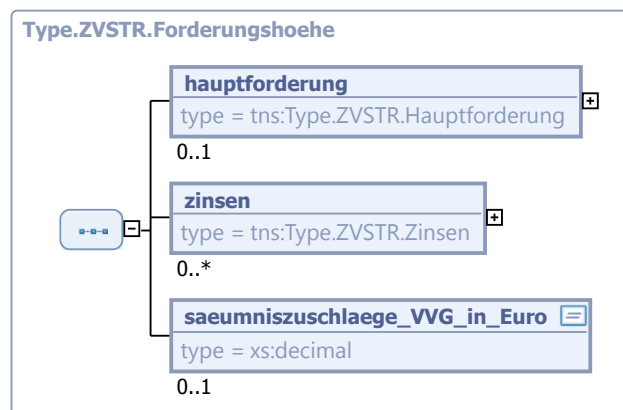 Type.ZVSTR.Forderungshoehe
hauptforderung
type = tns:Type.ZVSTR.Hauptforderung
0..1
zinsen
type = tns:Type.ZVSTR.Zinsen
0..*
saeumniszuschlaege_VVG_in_Euro
type = xs:decimal
0..1